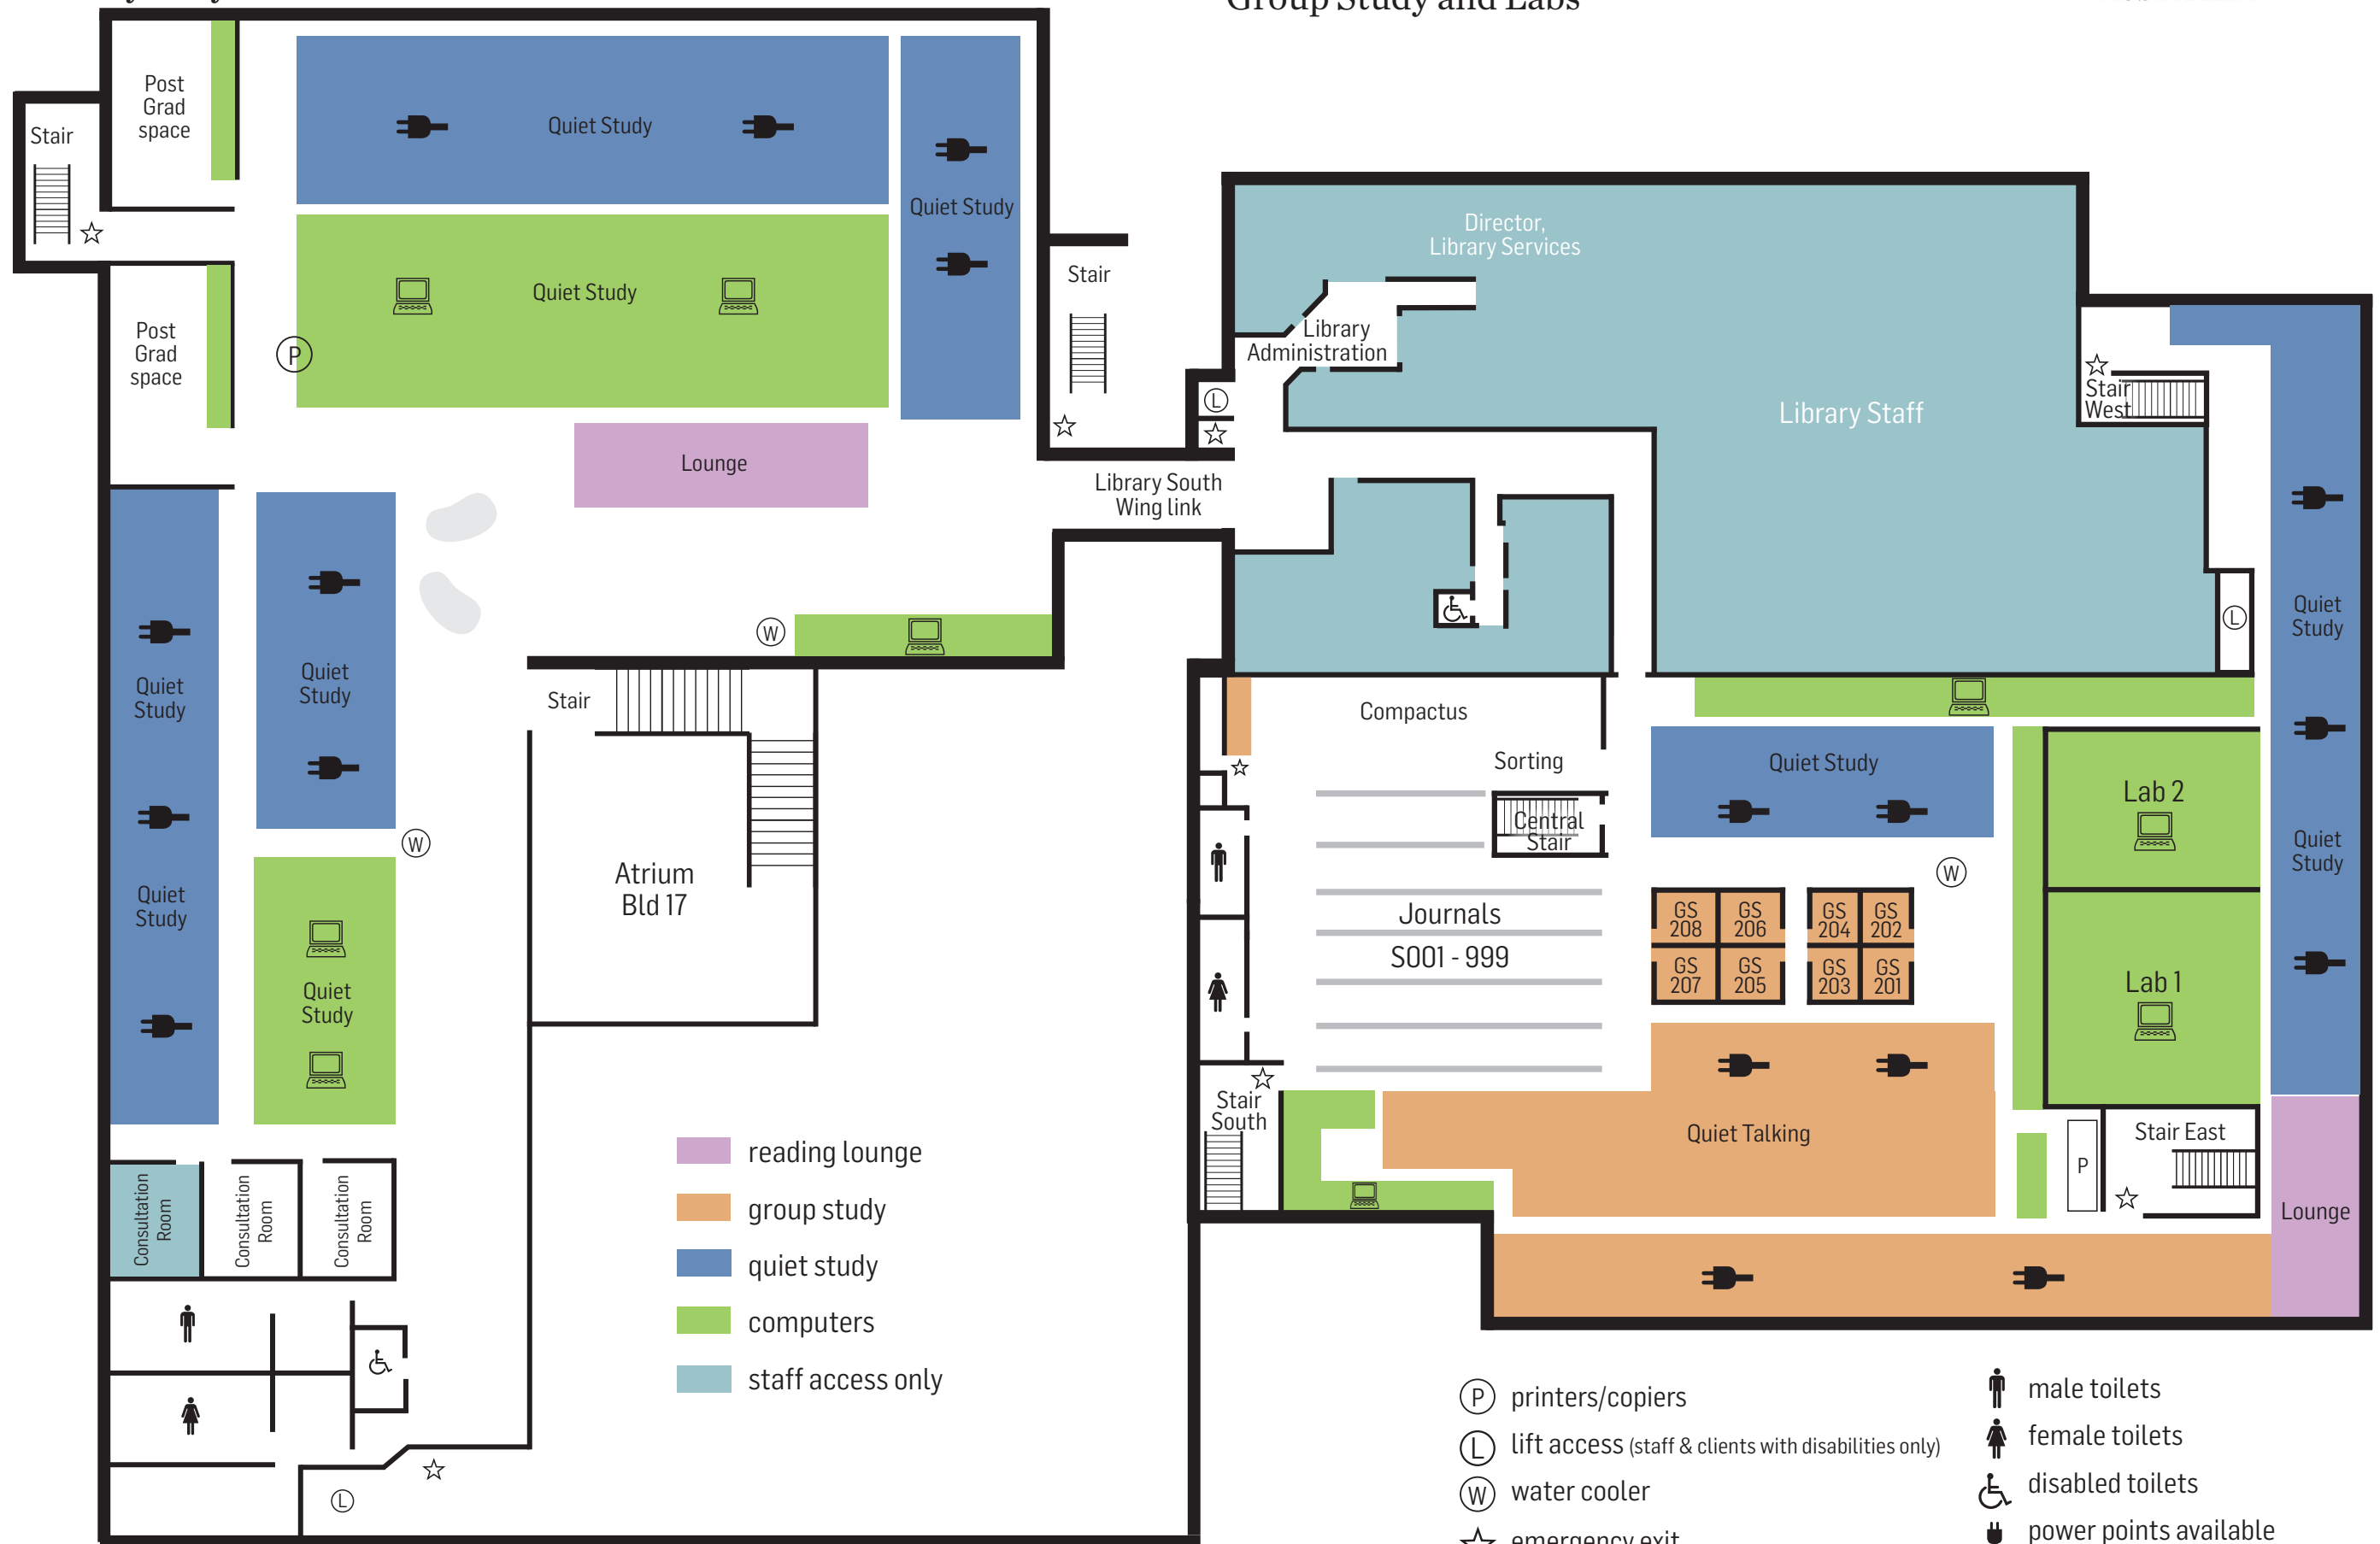 Group Study and Labs
Post
Grad
space
Stair
Quiet Study
Quiet Study
Quiet Study
Post
Grad
space
P
Lounge
Stair
Library South
Wing link
Director,
Library Services
Library
Administration
L
Library Staff
Stair
West
Quiet
Study
L
Quiet
Study
Quiet
Study
Quiet
Study
W
Stair
W
Quiet
Study
Quiet
Study
Atrium
Bld 17
Compactus
Sorting
Central
Stair
Journals
S001 - 999
Quiet Study
W
GS
208
GS
206
GS
204
GS
202
GS
207
GS
205
GS
203
GS
201
Lab 2
Lab 1
Stair
South
Quiet Talking
P
Stair East
Lounge
Consultation
Room
Consultation
Room
Consultation
Room
L
reading lounge
group study
quiet study
computers
staff access only
P printers/copiers
L lift access (staff & clients with disabilities only)
W water cooler
emergency exit
male toilets
female toilets
disabled toilets
power points available